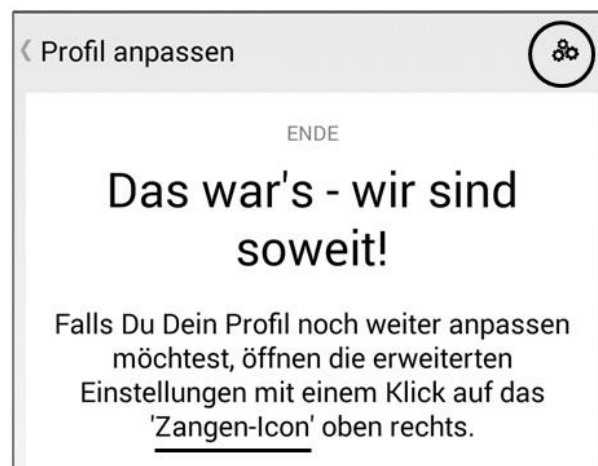 Profil anpassen
ENDE
Das war's - wir sind
soweit!
Falls Du Dein Profil noch weiter anpassen
möchtest, öffnen die erweiterten
Einstellungen mit einem Klick auf das
'Zangen-Icon' oben rechts.